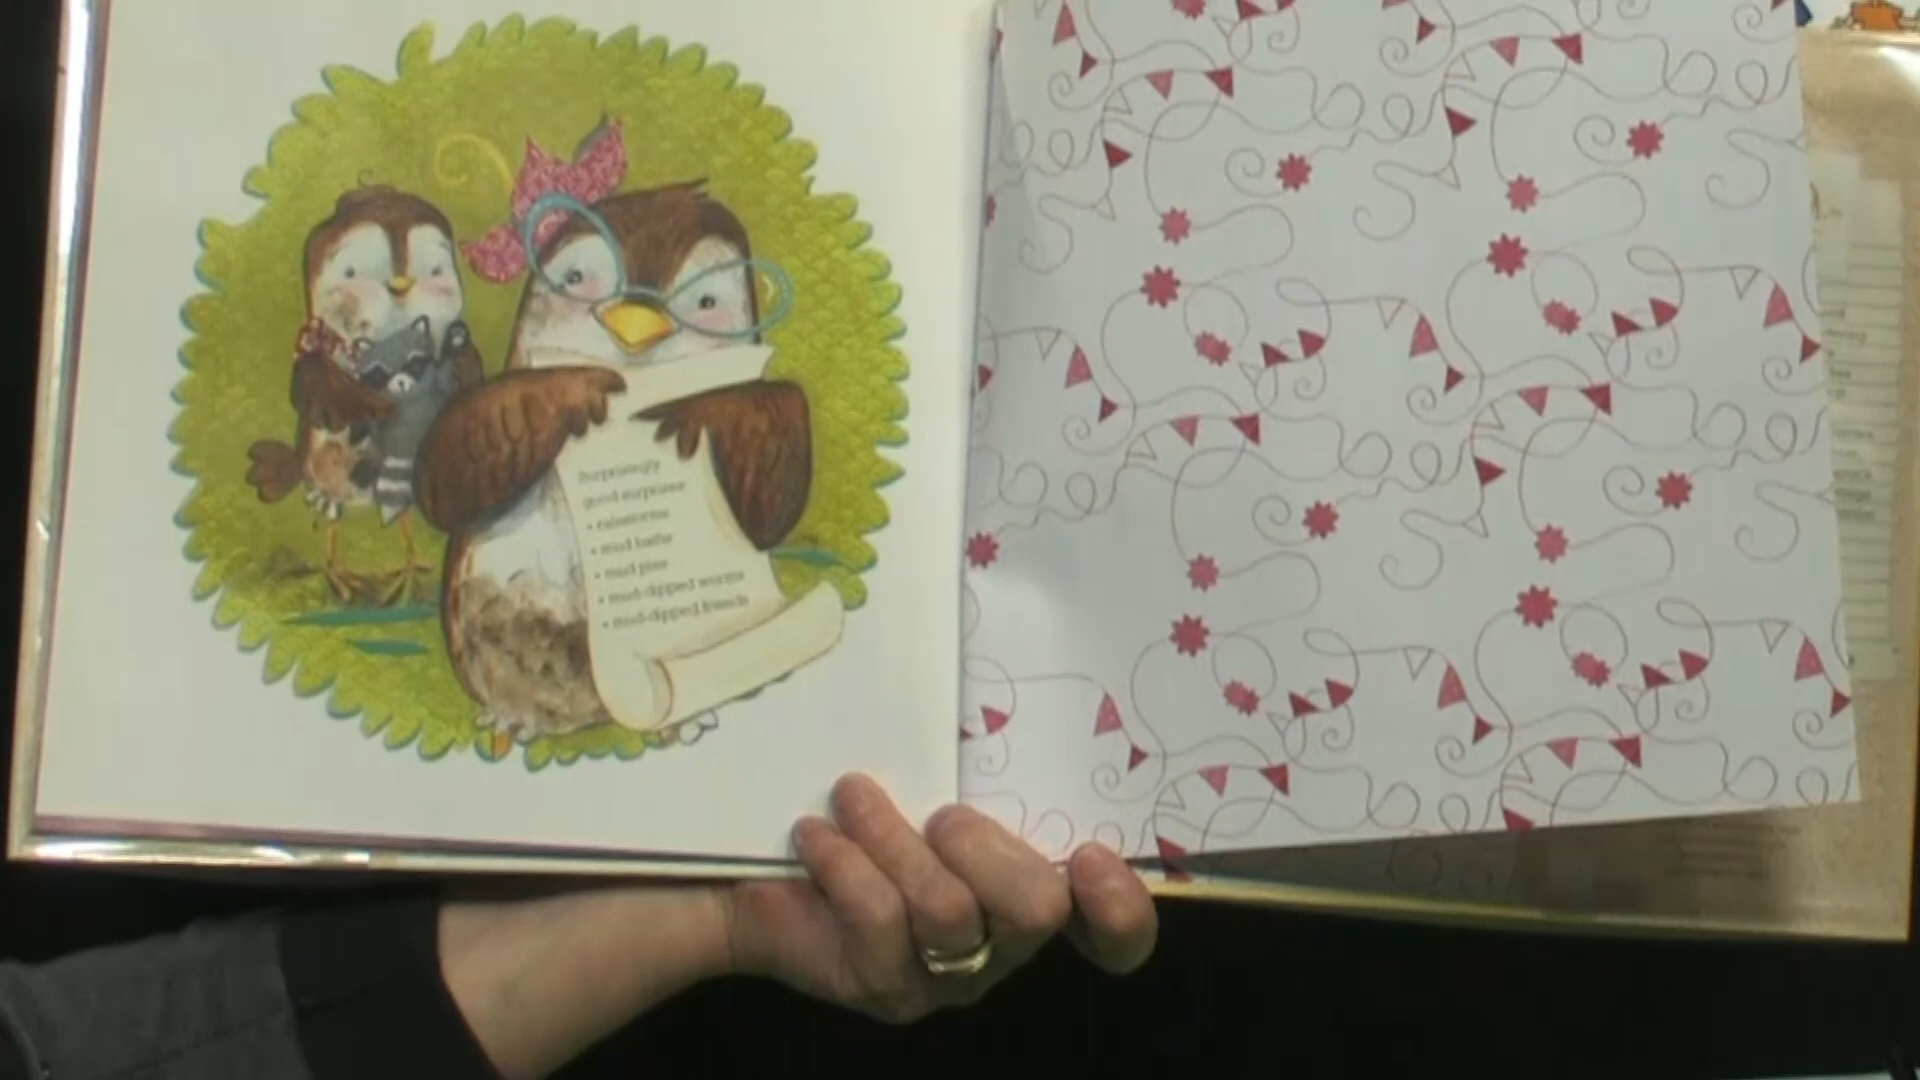 Surprisingly
good surprises:
• rainstorms
• mud baths
• mud pies
• mud-dipped worms
• mud-dipped friends